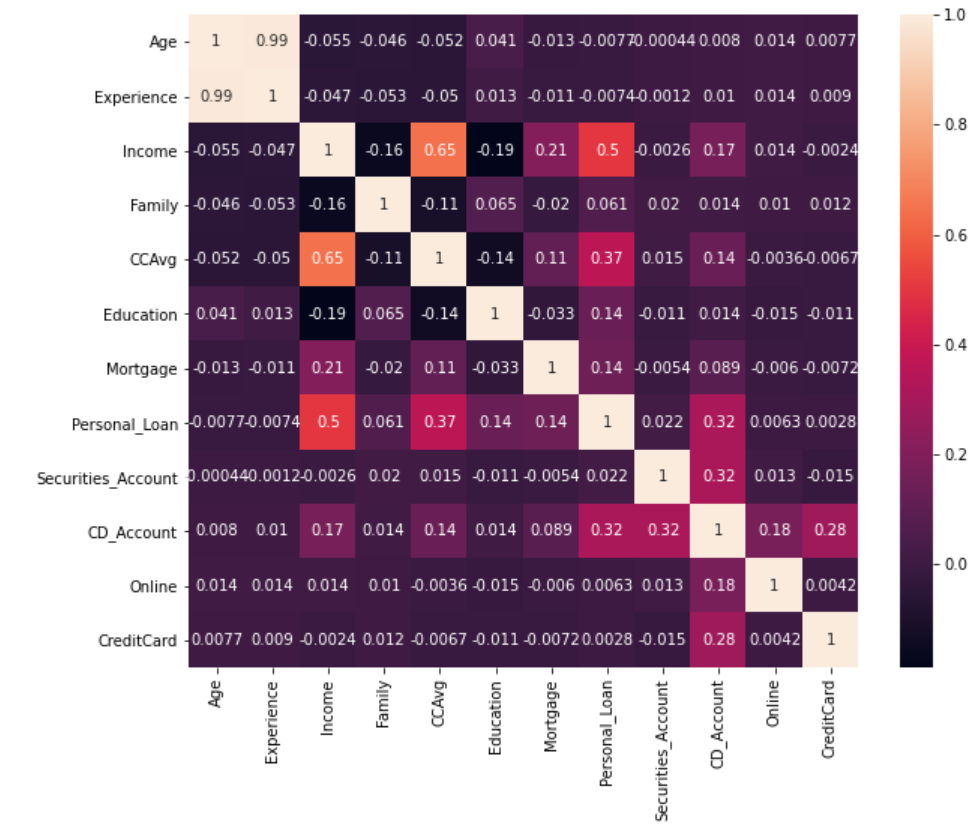 Age 1 0.99 -0.055 -0.046 -0.052 0.041 -0.013 -0.0077 -0.00044 0.008 0.014 0.0077
Experience 0.99 1 -0.047 -0.053 -0.05 0.013 -0.011 -0.0074 -0.0012 0.01 0.014 0.009
Income -0.055 -0.047 1 -0.16 0.65 -0.19 0.21 0.5 -0.0026 0.17 0.014 -0.0024
Family -0.046 -0.053 -0.16 1 -0.11 0.065 -0.02 0.061 0.02 0.014 0.01 0.012
CCAvg -0.052 -0.05 0.65 -0.11 1 -0.14 0.11 0.37 0.015 0.14 -0.0036 -0.0067
Education 0.041 0.013 -0.19 0.065 -0.14 1 -0.033 0.14 -0.011 0.014 -0.015 -0.011
Mortgage -0.013 -0.011 0.21 -0.02 0.11 -0.033 1 0.14 -0.0054 0.089 -0.006 -0.0072
Personal_Loan -0.0077 -0.0074 0.5 0.061 0.37 0.14 0.14 1 0.022 0.32 0.0063 0.0028
Securities_Account -0.00044 -0.0012 -0.0026 0.02 0.015 -0.011 -0.0054 0.022 1 0.32 0.013 -0.015
CD_Account 0.008 0.01 0.17 0.014 0.14 0.014 0.089 0.32 0.32 1 0.18 0.28
Online 0.014 0.014 0.014 0.01 -0.0036 -0.015 -0.006 0.0063 0.013 0.18 1 0.0042
CreditCard 0.0077 0.009 -0.0024 0.012 -0.0067 -0.011 -0.0072 0.0028 -0.015 0.28 0.0042 1
Age
Experience
Income
Family
CCAvg
Education
Mortgage
Personal_Loan
Securities_Account
CD_Account
Online
CreditCard
1.0
0.8
0.6
0.4
0.2
0.0